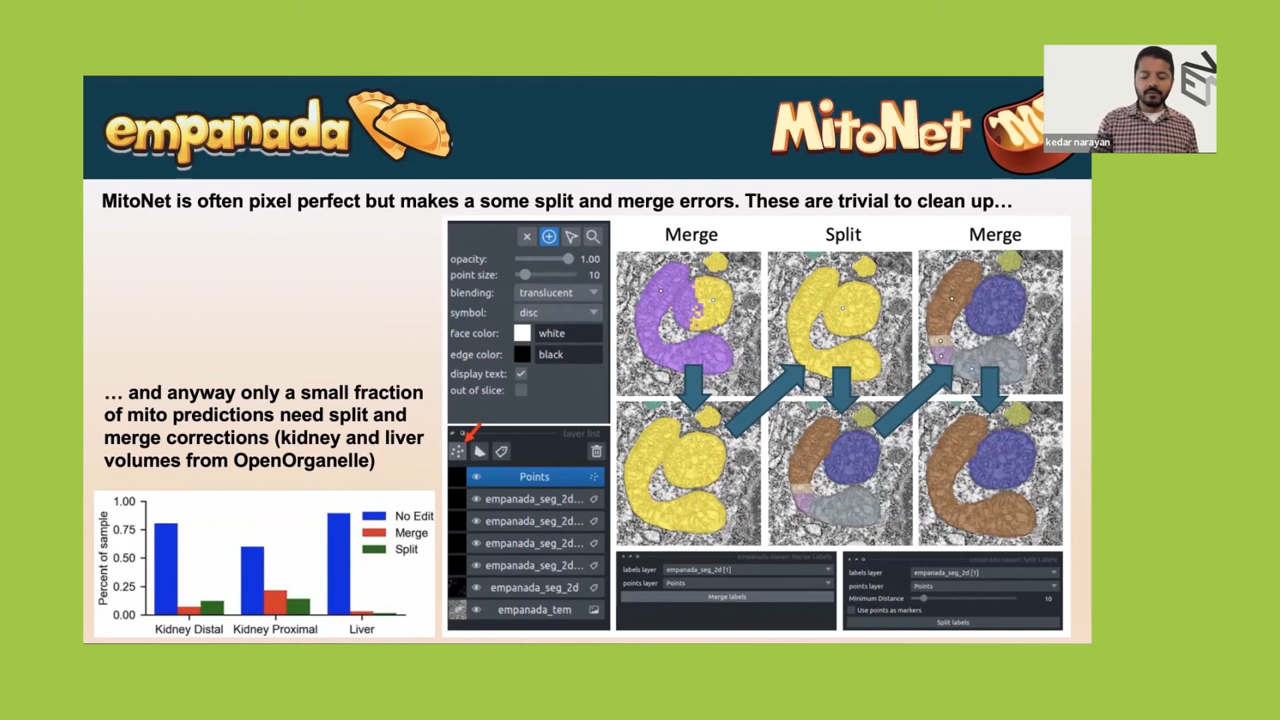 empanada
MitoNet
kedar narayan
MitoNet is often pixel perfect but makes a some split and merge errors. These are trivial to clean up…
… and anyway only a small fraction
of mito predictions need split and
merge corrections (kidney and liver
volumes from OpenOrganelle)
Percent of sample
1.00
0.75
0.50
0.25
0.00
Kidney Distal Kidney Proximal Liver
No Edit
Merge
Split
opacity: 1.00
point size: 10
blending: translucent
symbol: disc
face color: white
edge color: black
display text:
out of slice:
layer list
Points
empanada_seg_2d...
empanada_seg_2d...
empanada_seg_2d...
empanada_seg_2d...
empanada_seg_2d
empanada_tem
Merge Split Merge
labels layer empanada_seg_2d [1]
points layer Points
Merge labels
labels layer empanada_seg_2d [1]
points layer Points
Minimum Distance 10
Use points as markers
Split labels